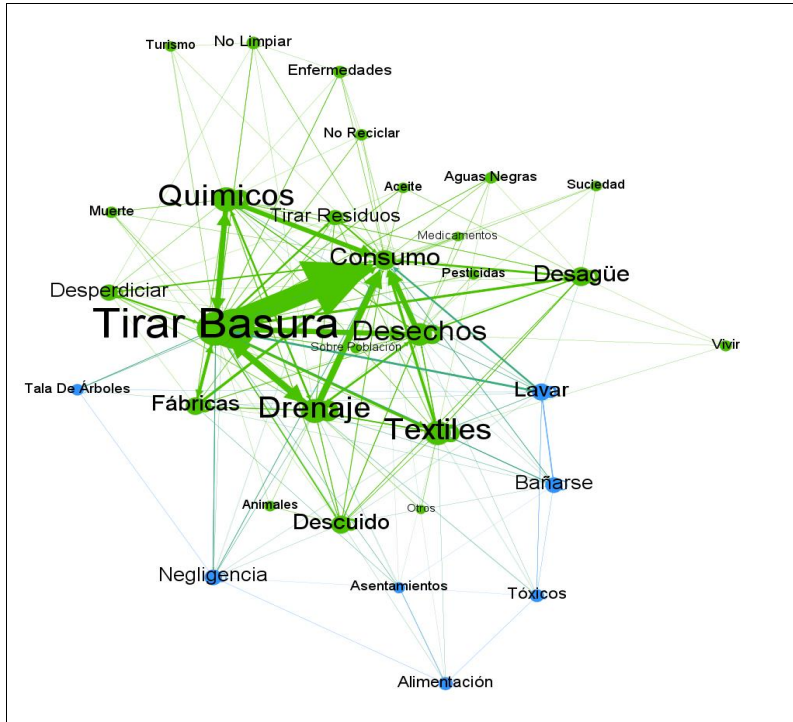 Turismo
No Limpiar
Enfermedades
No Reciclar
Quimicos
Aceite
Aguas Negras
Suciedad
Muerte
Tirar Residuos
Medicamentos
Consumo
Pesticidas
Desagüe
Desperdiciar
Tirar Basura
Desechos
Sobre Población
Vivir
Tala De Árboles
Fábricas
Drenaje
Lavar
Textiles
Bañarse
Animales
Otros
Descuido
Negligencia
Asentamientos
Tóxicos
Alimentación